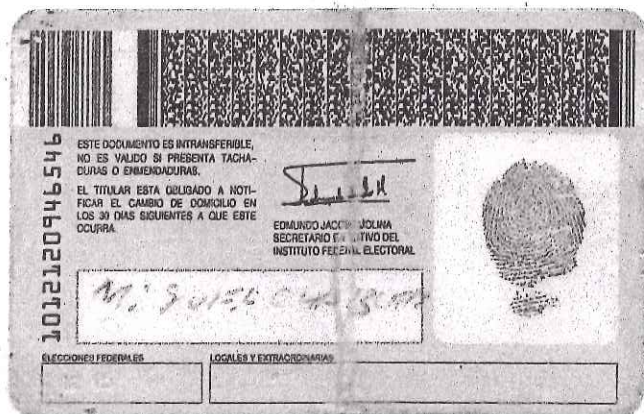 1012120946546
ESTE DOCUMENTO ES INTRANSFERIBLE,
NO ES VALIDO SI PRESENTA TACHA-
DURAS O ENMENDADURAS.
EL TITULAR ESTA OBLIGADO A NOTI-
FICAR EL CAMBIO DE DOMICILIO EN
LOS 30 DIAS SIGUIENTES A QUE ESTE
OCURRA
EDMUNDO
SECRETARIO DEL
INSTITUTO FEDERAL ELECTORAL
ELECCIONES FEDERALES
LOCALES Y EXTRAORDINARIAS